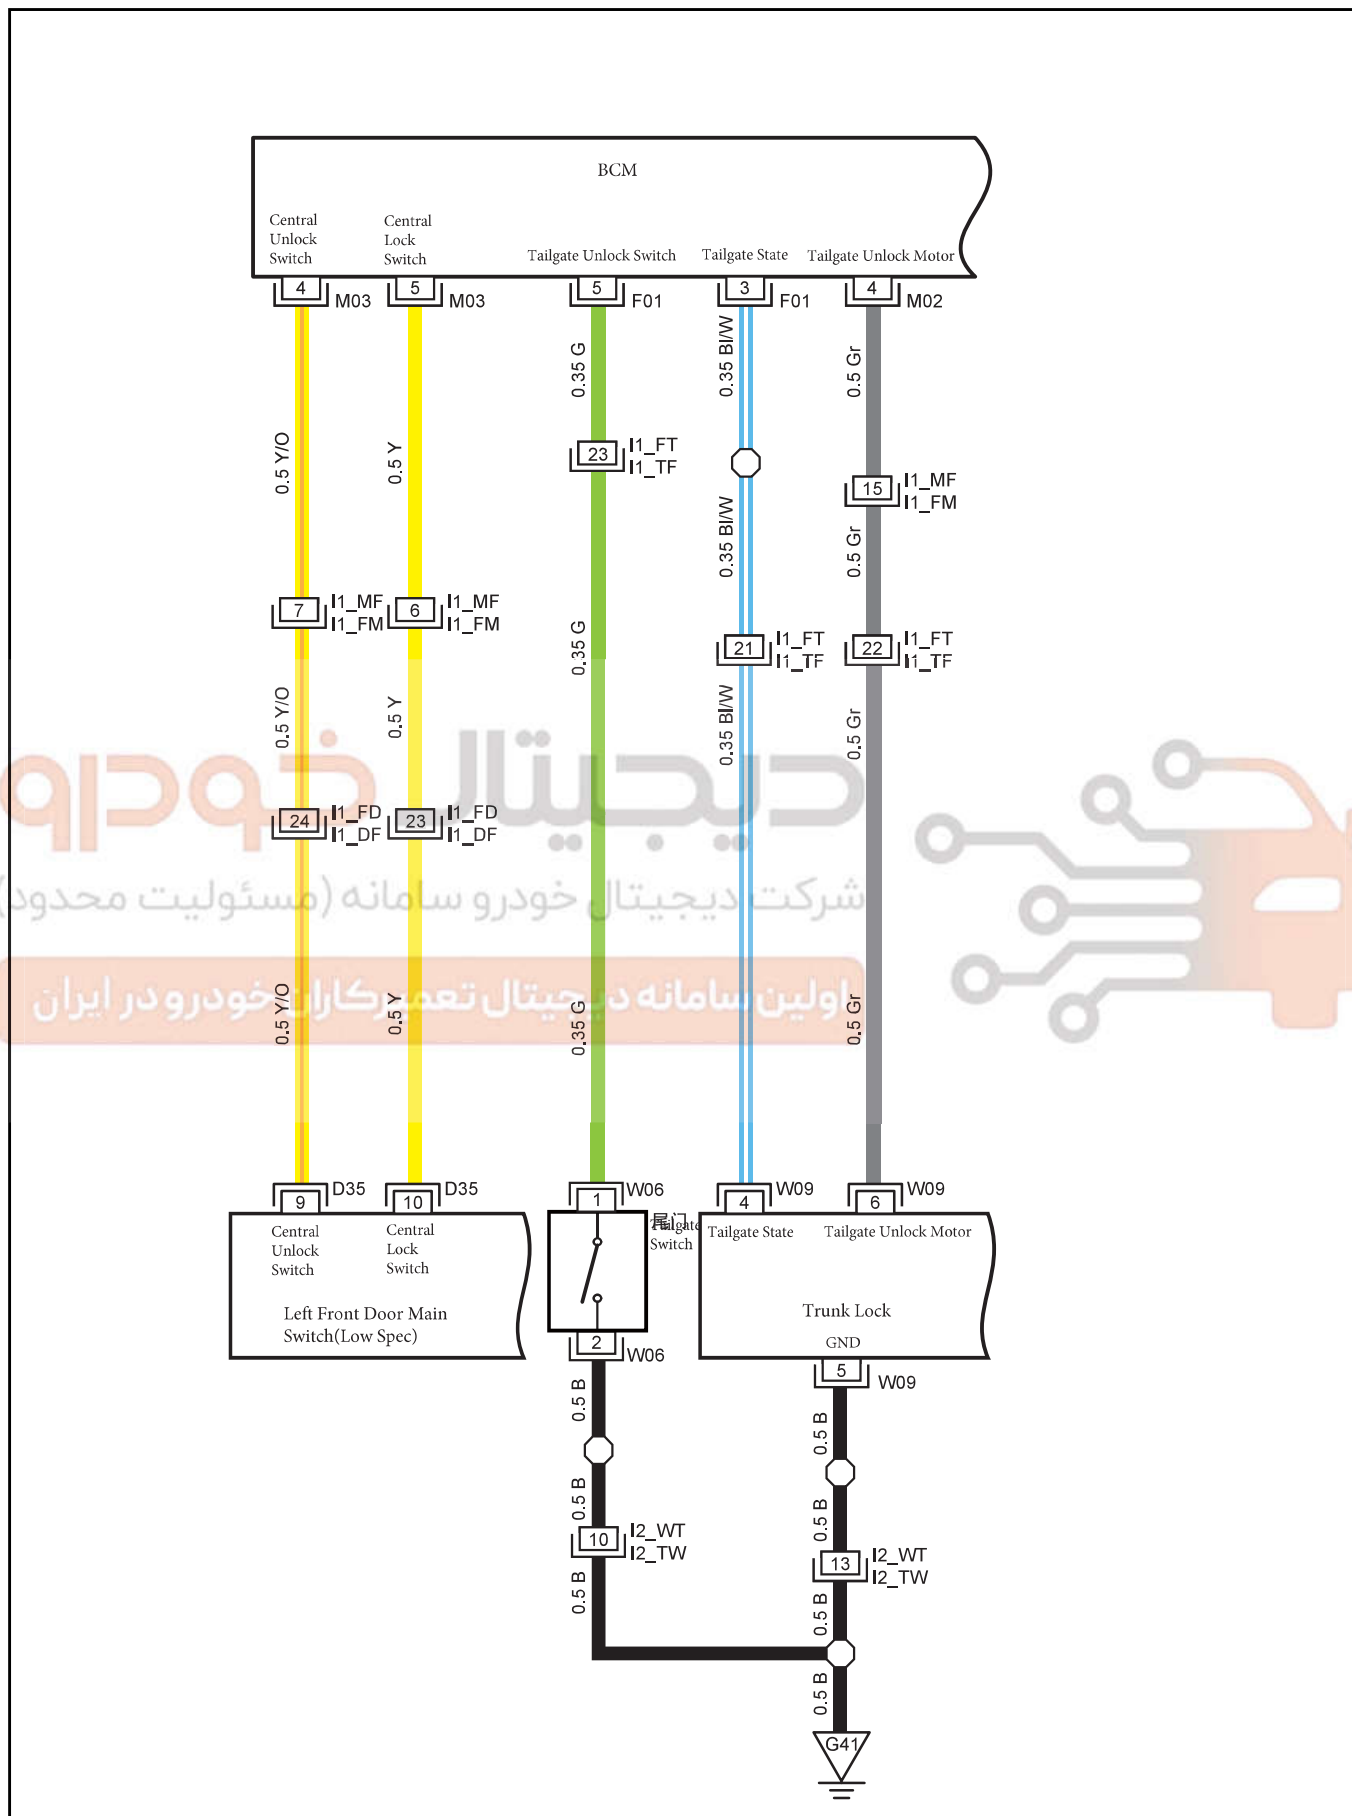 BCM
Central
Unlock
Switch
Central
Lock
Switch
Tailgate Unlock Switch
Tailgate State
Tailgate Unlock Motor
4
M03
5
M03
5
F01
3
F01
4
M02
0.35 G
0.35 Bl/W
0.5 Gr
0.5 Y/O
0.5 Y
23
I1_FT
I1_TF
15
I1_MF
I1_FM
0.35 Bl/W
0.5 Gr
7
I1_MF
I1_FM
6
I1_MF
I1_FM
0.35 G
21
I1_FT
I1_TF
22
I1_FT
I1_TF
0.5 Y/O
0.5 Y
0.35 Bl/W
0.5 Gr
دیجیتال خودرو
24
I1_FD
I1_DF
23
I1_FD
I1_DF
شرکت دیجیتال خودرو سامانه (مسئولیت محدود)
اولین سامانه دیجیتال تعمیرکاران خودرو در ایران
0.5 Y/O
0.5 Y
0.35 G
0.5 Gr
9
D35
10
D35
1
W06
4
W09
6
W09
Central
Unlock
Switch
Central
Lock
Switch
尾门
Tailgate
Switch
Tailgate State
Tailgate Unlock Motor
Left Front Door Main
Switch(Low Spec)
Trunk Lock
GND
2
W06
5
W09
0.5 B
0.5 B
0.5 B
0.5 B
10
I2_WT
I2_TW
13
I2_WT
I2_TW
0.5 B
0.5 B
0.5 B
G41